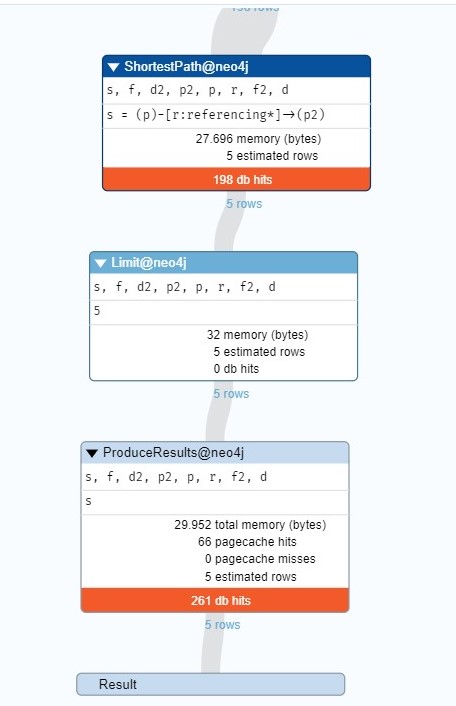 ShortestPath@neo4j
s, f, d2, p2, p, r, f2, d
s = (p)-[r:referencing*]->(p2)
27.696 memory (bytes)
5 estimated rows
198 db hits
5 rows
Limit@neo4j
s, f, d2, p2, p, r, f2, d
5
32 memory (bytes)
5 estimated rows
0 db hits
5 rows
ProduceResults@neo4j
s, f, d2, p2, p, r, f2, d
s
29.952 total memory (bytes)
66 pagecache hits
0 pagecache misses
5 estimated rows
261 db hits
5 rows
Result